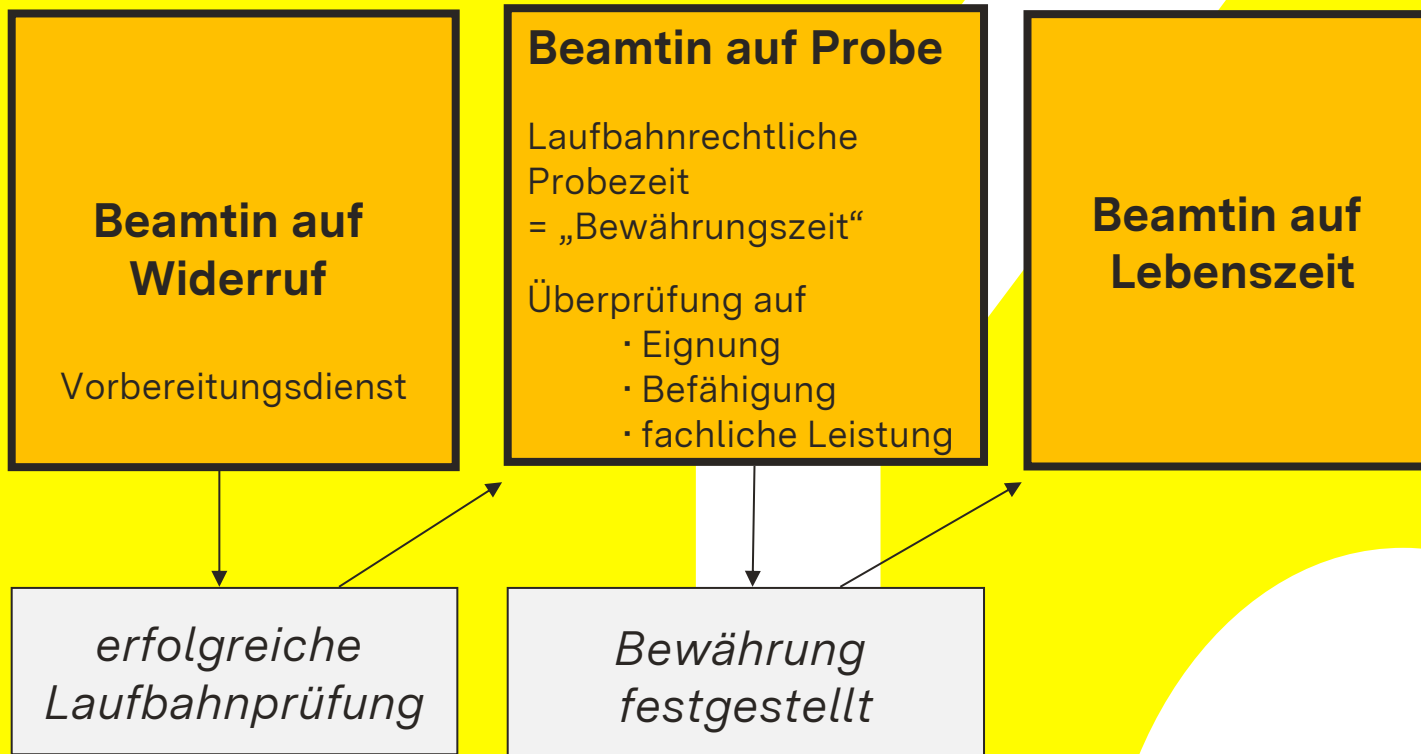 Beamtin auf
Widerruf
Vorbereitungsdienst
erfolgreiche
Laufbahnprüfung
Beamtin auf Probe
Laufbahnrechtliche
Probezeit
= „Bewährungszeit“
Überprüfung auf
· Eignung
· Befähigung
· fachliche Leistung
Bewährung
festgestellt
Beamtin auf
Lebenszeit